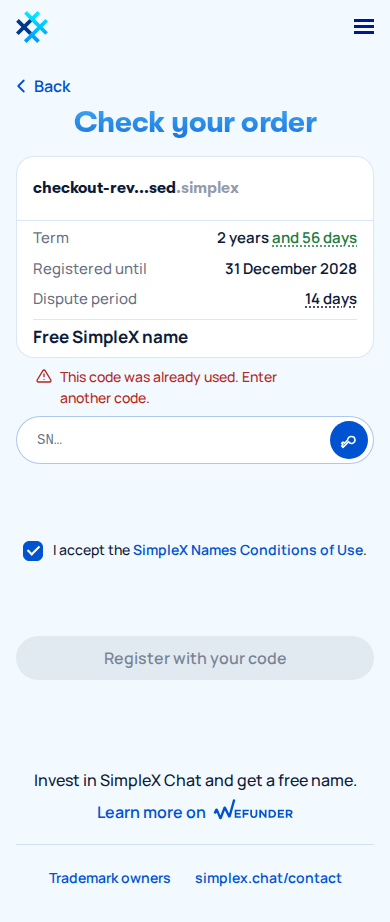 Back
Check your order
checkout-rev...sed.simplex
Term 2 years and 56 days
Registered until 31 December 2028
Dispute period 14 days
Free SimpleX name
This code was already used. Enter
another code.
SN...
I accept the SimpleX Names Conditions of Use.
Register with your code
Invest in SimpleX Chat and get a free name.
Learn more on WEFUNDER
Trademark owners simplex.chat/contact